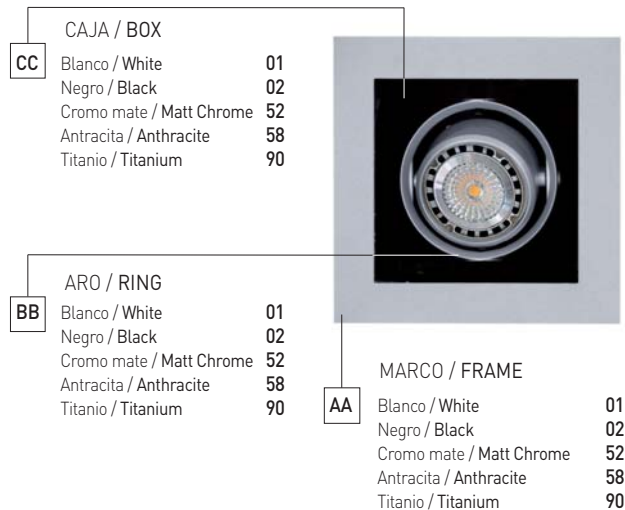 CAJA / BOX
CC
Blanco / White 01
Negro / Black 02
Cromo mate / Matt Chrome 52
Antracita / Anthracite 58
Titanio / Titanium 90
ARO / RING
BB
Blanco / White 01
Negro / Black 02
Cromo mate / Matt Chrome 52
Antracita / Anthracite 58
Titanio / Titanium 90
MARCO / FRAME
AA
Blanco / White 01
Negro / Black 02
Cromo mate / Matt Chrome 52
Antracita / Anthracite 58
Titanio / Titanium 90